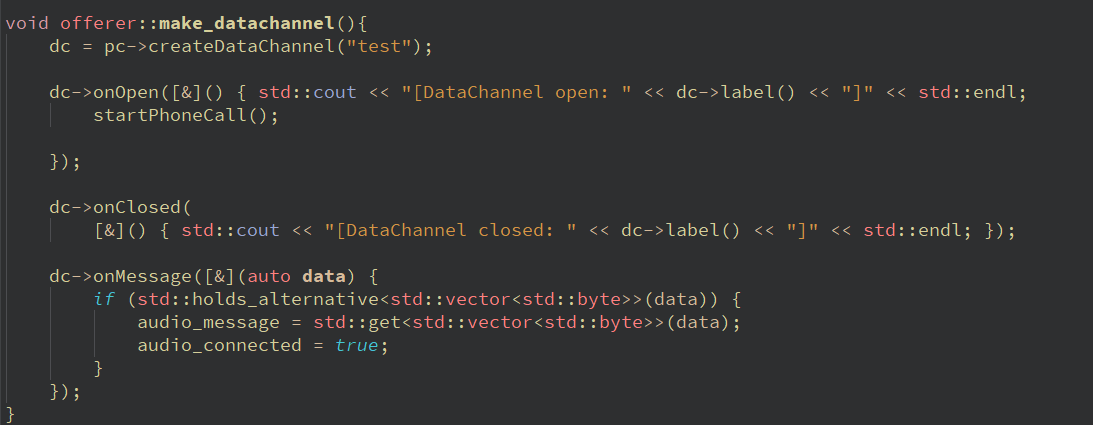 void offerer::make_datachannel(){
    dc = pc->createDataChannel("test");

    dc->onOpen([&]() { std::cout << "[DataChannel open: " << dc->label() << "]" << std::endl;
        startPhoneCall();

    });

    dc->onClosed(
        [&]() { std::cout << "[DataChannel closed: " << dc->label() << "]" << std::endl; });

    dc->onMessage([&](auto data) {
        if (std::holds_alternative<std::vector<std::byte>>(data)) {
            audio_message = std::get<std::vector<std::byte>>(data);
            audio_connected = true;
        }
    });
}